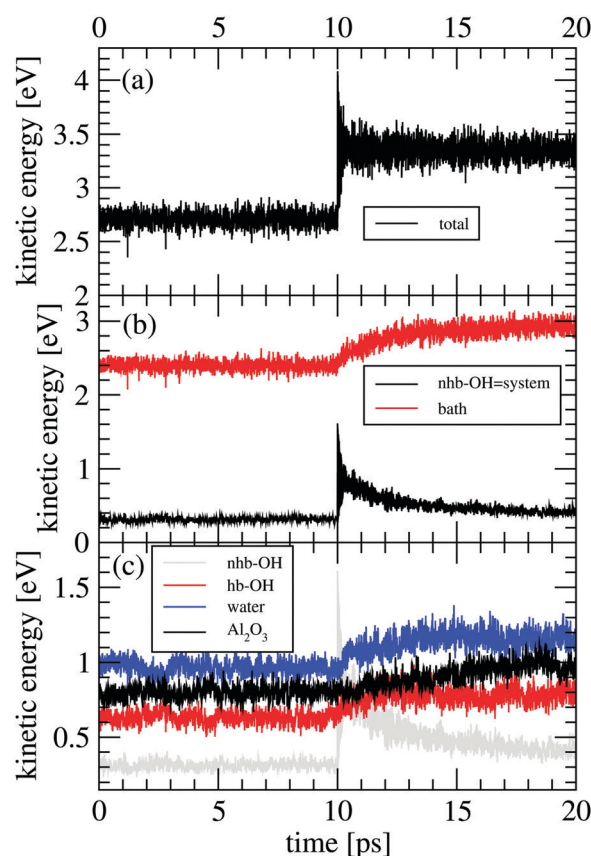 0 5 10 15 20
(a)
kinetic energy [eV]
4
3.5
3
2.5
2
total
(b)
kinetic energy [eV]
3
2
1
0
nhb-OH=system
bath
(c)
kinetic energy [eV]
1.5
1
0.5
nhb-OH
hb-OH
water
Al₂O₃
0 5 10 15 20
time [ps]